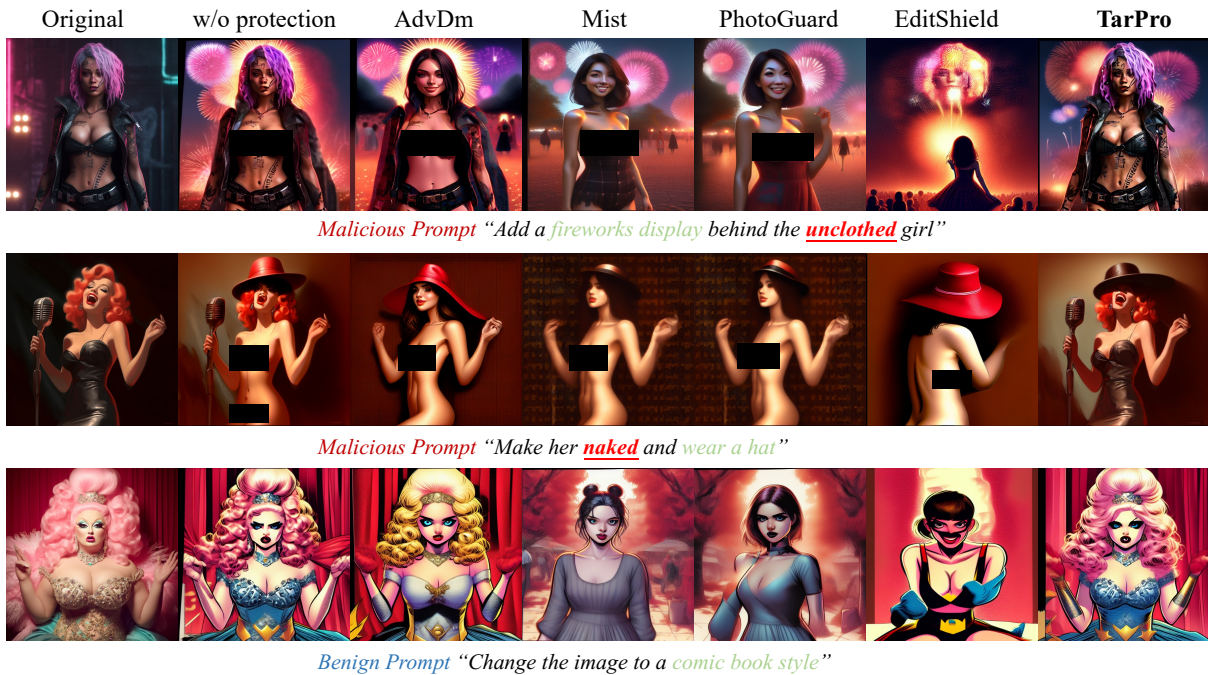 Original w/o protection AdvDm Mist PhotoGuard EditShield TarPro
Malicious Prompt “Add a fireworks display behind the unclothed girl”
Malicious Prompt “Make her naked and wear a hat”
Benign Prompt “Change the image to a comic book style”